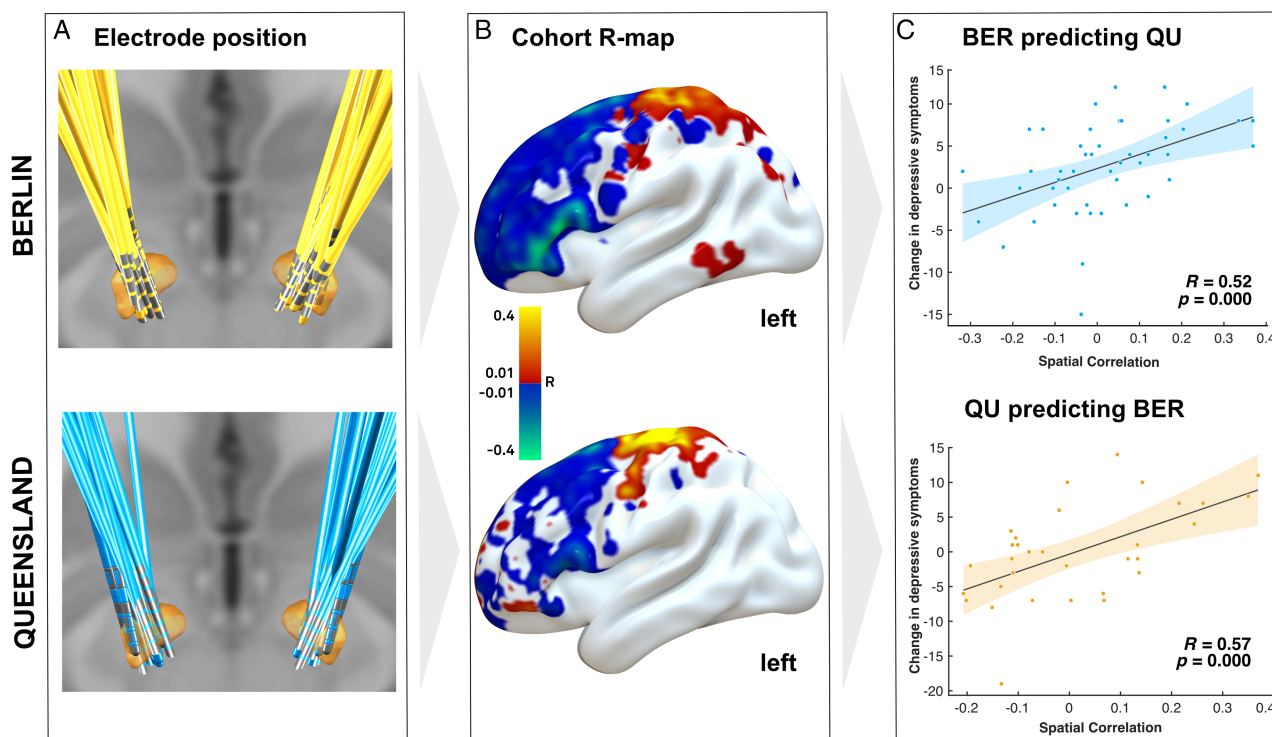 A
Electrode position
BERLIN
QUEENSLAND
B
Cohort R-map
left
0.4
0.01
-0.01
R
-0.4
left
C
BER predicting QU
Change in depressive symptoms
15
10
5
0
-5
-10
-15
R = 0.52
p = 0.000
-0.3 -0.2 -0.1 0 0.1 0.2 0.3 0.4
Spatial Correlation
QU predicting BER
Change in depressive symptoms
15
10
5
0
-5
-10
-15
-20
R = 0.57
p = 0.000
-0.2 -0.1 0 0.1 0.2 0.3 0.4
Spatial Correlation